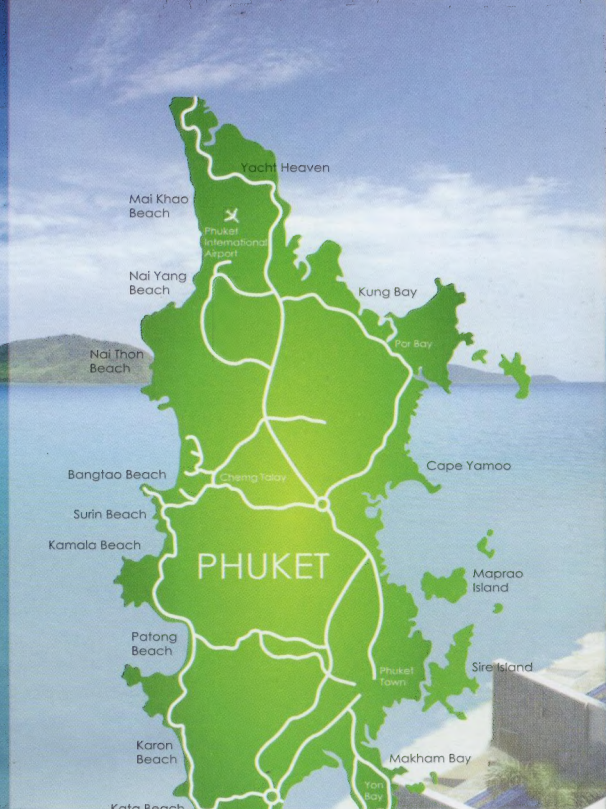 Yacht Heaven
Mai Khao
Beach
Phuket
International
Airport
Nai Yang
Beach
Kung Bay
Por Bay
Nai Thon
Beach
Cape Yamoo
Bangtao Beach
Cherng Talay
Surin Beach
Kamala Beach
PHUKET
Maprao
Island
Patong
Beach
Sire Island
Phuket
Town
Karon
Beach
Makham Bay
Yon
Bay
Kata Beach